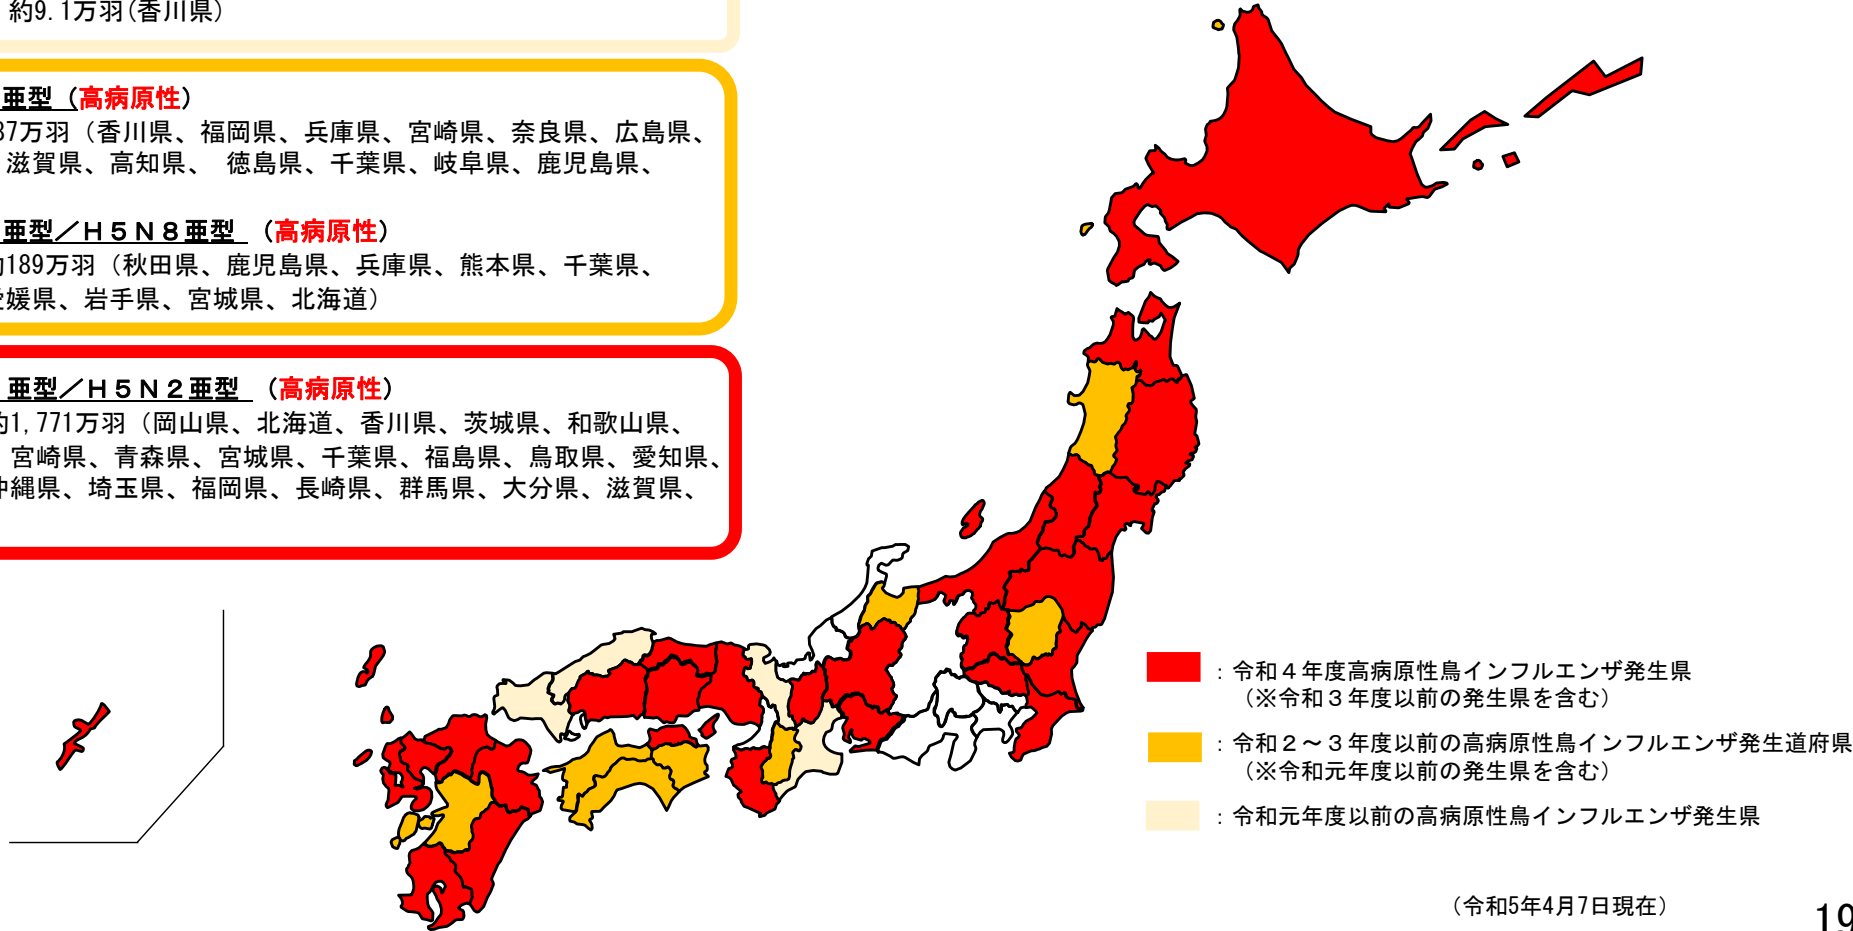 約9.1万羽(香川県)
亜型 (高病原性)
37万羽（香川県、福岡県、兵庫県、宮崎県、奈良県、広島県、
滋賀県、高知県、 徳島県、千葉県、岐阜県、鹿児島県、
亜型／Ｈ５Ｎ８亜型 （高病原性）
約189万羽（秋田県、鹿児島県、兵庫県、熊本県、千葉県、
愛媛県、岩手県、宮城県、北海道）
亜型／Ｈ５Ｎ２亜型 （高病原性）
約1,771万羽（岡山県、北海道、香川県、茨城県、和歌山県、
宮崎県、青森県、宮城県、千葉県、福島県、鳥取県、愛知県、
沖縄県、埼玉県、福岡県、長崎県、群馬県、大分県、滋賀県、
：令和４年度高病原性鳥インフルエンザ発生県
（※令和３年度以前の発生県を含む）
：令和２～３年度以前の高病原性鳥インフルエンザ発生道府県
（※令和元年度以前の発生県を含む）
：令和元年度以前の高病原性鳥インフルエンザ発生県
（令和5年4月7日現在）
19